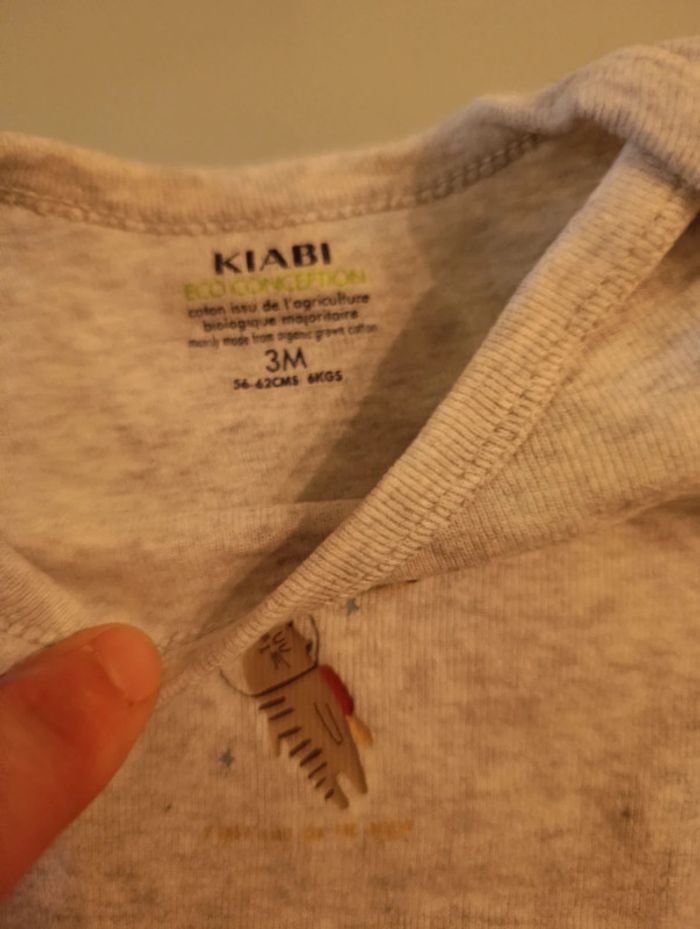 KIABI
ECO CONCEPTION
coton issu de l'agriculture
biologique majoritaire
mainly made from organic grown cotton
3M
56-62CMS 6KGS